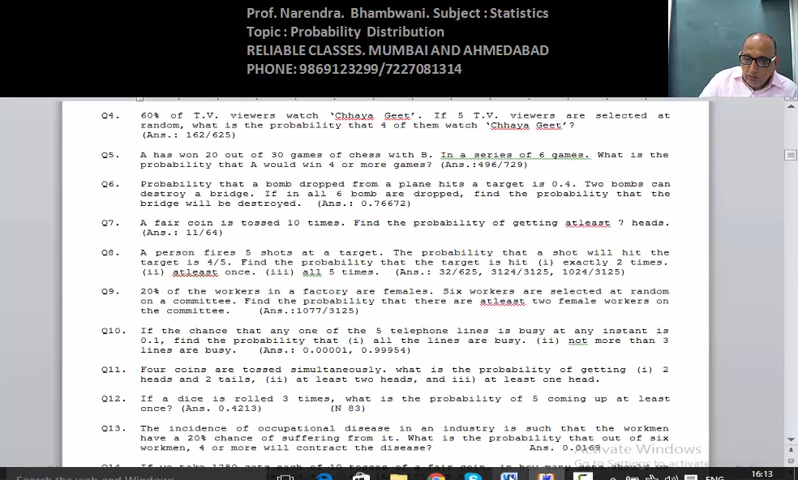 Prof. Narendra. Bhambwani. Subject : Statistics
Topic : Probability Distribution
RELIABLE CLASSES. MUMBAI AND AHMEDABAD
PHONE: 9869123299/7227081314
Q4. 60% of T.V. viewers watch ‘Chhaya Geet’. If 5 T.V. viewers are selected at
random, what is the probability that 4 of them watch ‘Chhaya Geet’?
(Ans.: 162/625)
Q5. A has won 20 out of 30 games of chess with B. In a series of 6 games. What is the
probability that A would win 4 or more games? (Ans.:496/729)
Q6. Probability that a bomb dropped from a plane hits a target is 0.4. Two bombs can
destroy a bridge. If in all 6 bomb are dropped, find the probability that the
bridge will be destroyed. (Ans.: 0.76672)
Q7. A fair coin is tossed 10 times. Find the probability of getting atleast 7 heads.
(Ans.: 11/64)
Q8. A person fires 5 shots at a target. The probability that a shot will hit the
target is 4/5. Find the probability that the target is hit (i) exactly 2 times.
(ii) atleast once. (iii) all 5 times. (Ans.: 32/625, 3124/3125, 1024/3125)
Q9. 20% of the workers in a factory are females. Six workers are selected at random
on a committee. Find the probability that there are atleast two female workers on
the committee. (Ans.:1077/3125)
Q10. If the chance that any one of the 5 telephone lines is busy at any instant is
0.1, find the probability that (i) all the lines are busy. (ii) not more than 3
lines are busy. (Ans.: 0.00001, 0.99954)
Q11. Four coins are tossed simultaneously. what is the probability of getting (i) 2
heads and 2 tails, (ii) at least two heads, and iii) at least one head.
Q12. If a dice is rolled 3 times, what is the probability of 5 coming up at least
once? (Ans. 0.4213) (N 83)
Q13. The incidence of occupational disease in an industry is such that the workmen
have a 20% chance of suffering from it. What is the probability that out of six
workmen, 4 or more will contract the disease? Ans. 0.0169
Activate Windows
Go to Settings to activate
Search the web and Windows
ENG
16:13